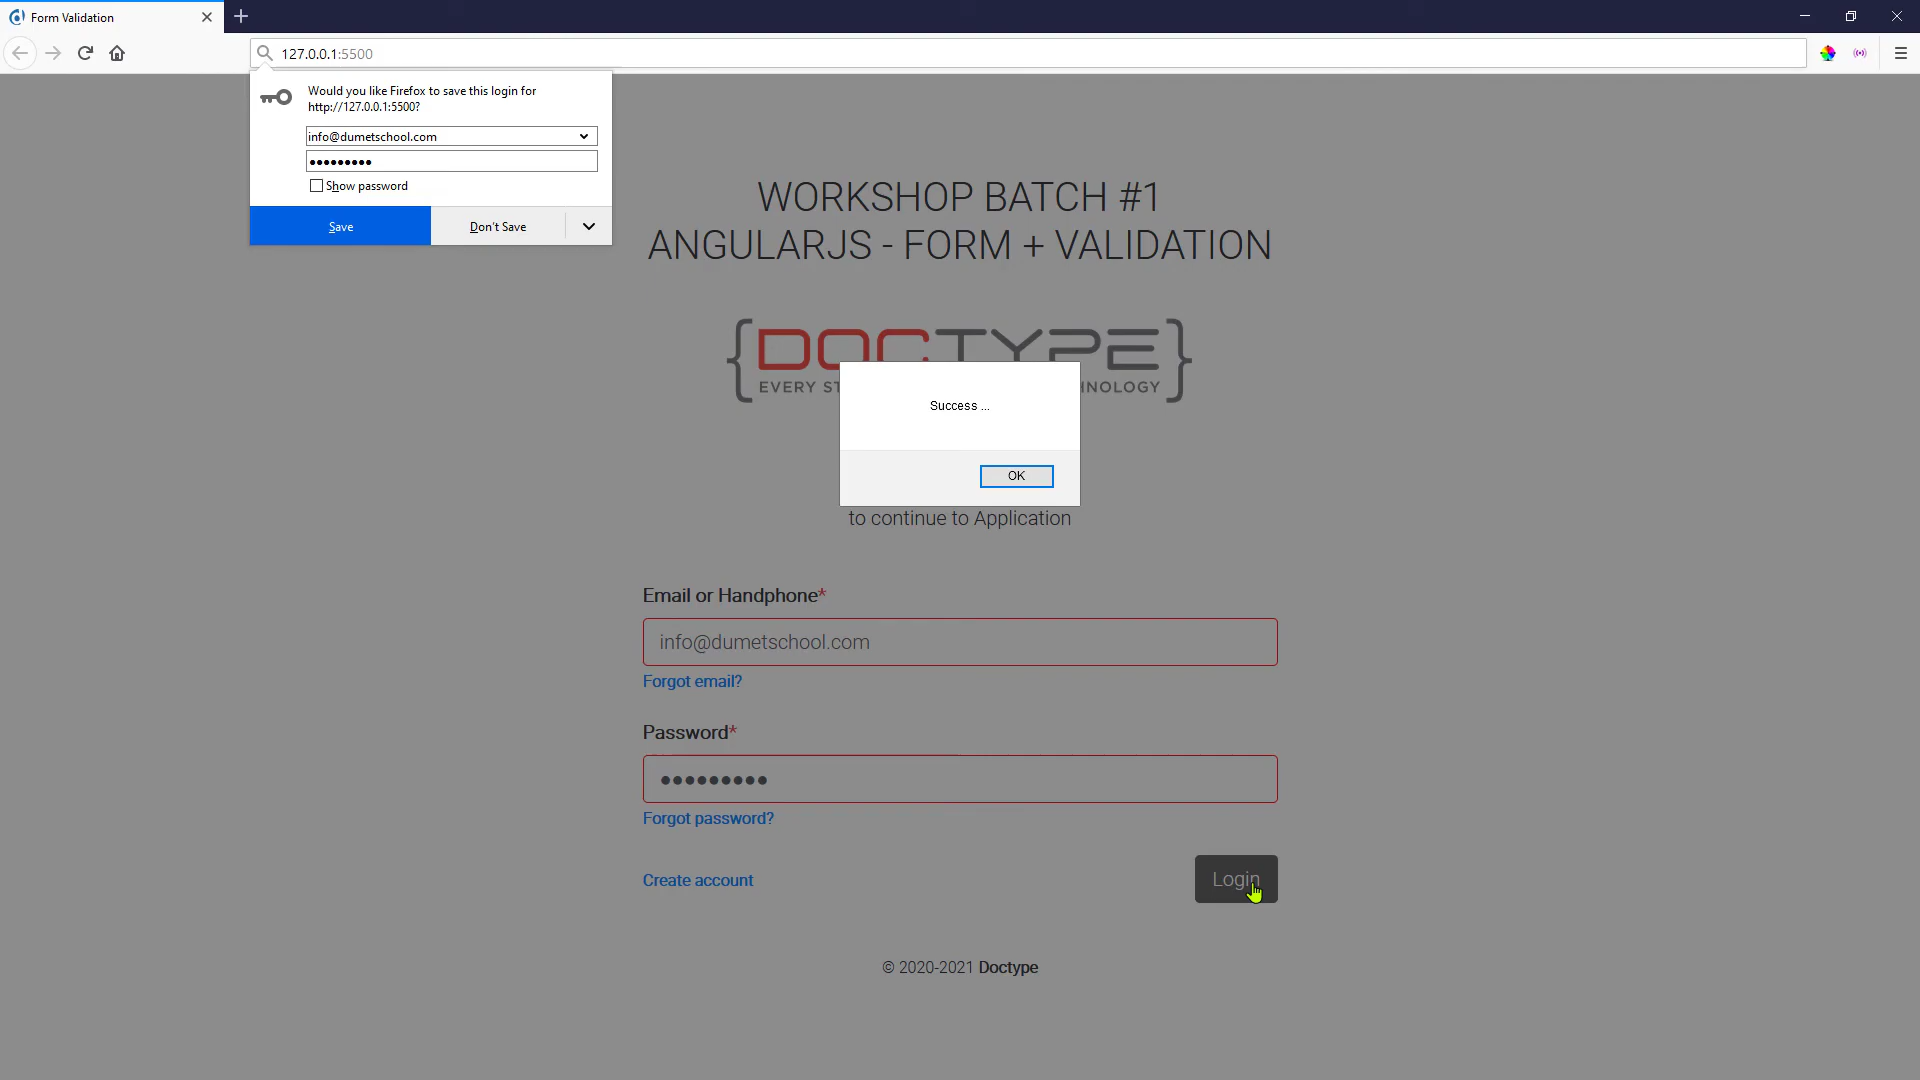 Form Validation
127.0.0.1:5500
Would you like Firefox to save this login for
http://127.0.0.1:5500?
info@dumetschool.com
●●●●●●●●●
Show password
Save
Don't Save
WORKSHOP BATCH #1
ANGULARJS - FORM + VALIDATION
{DOCTYPE}
EVERY
Success ...
OK
to continue to Application
Email or Handphone*
info@dumetschool.com
Forgot email?
Password*
●●●●●●●●●
Forgot password?
Create account
Login
© 2020-2021 Doctype